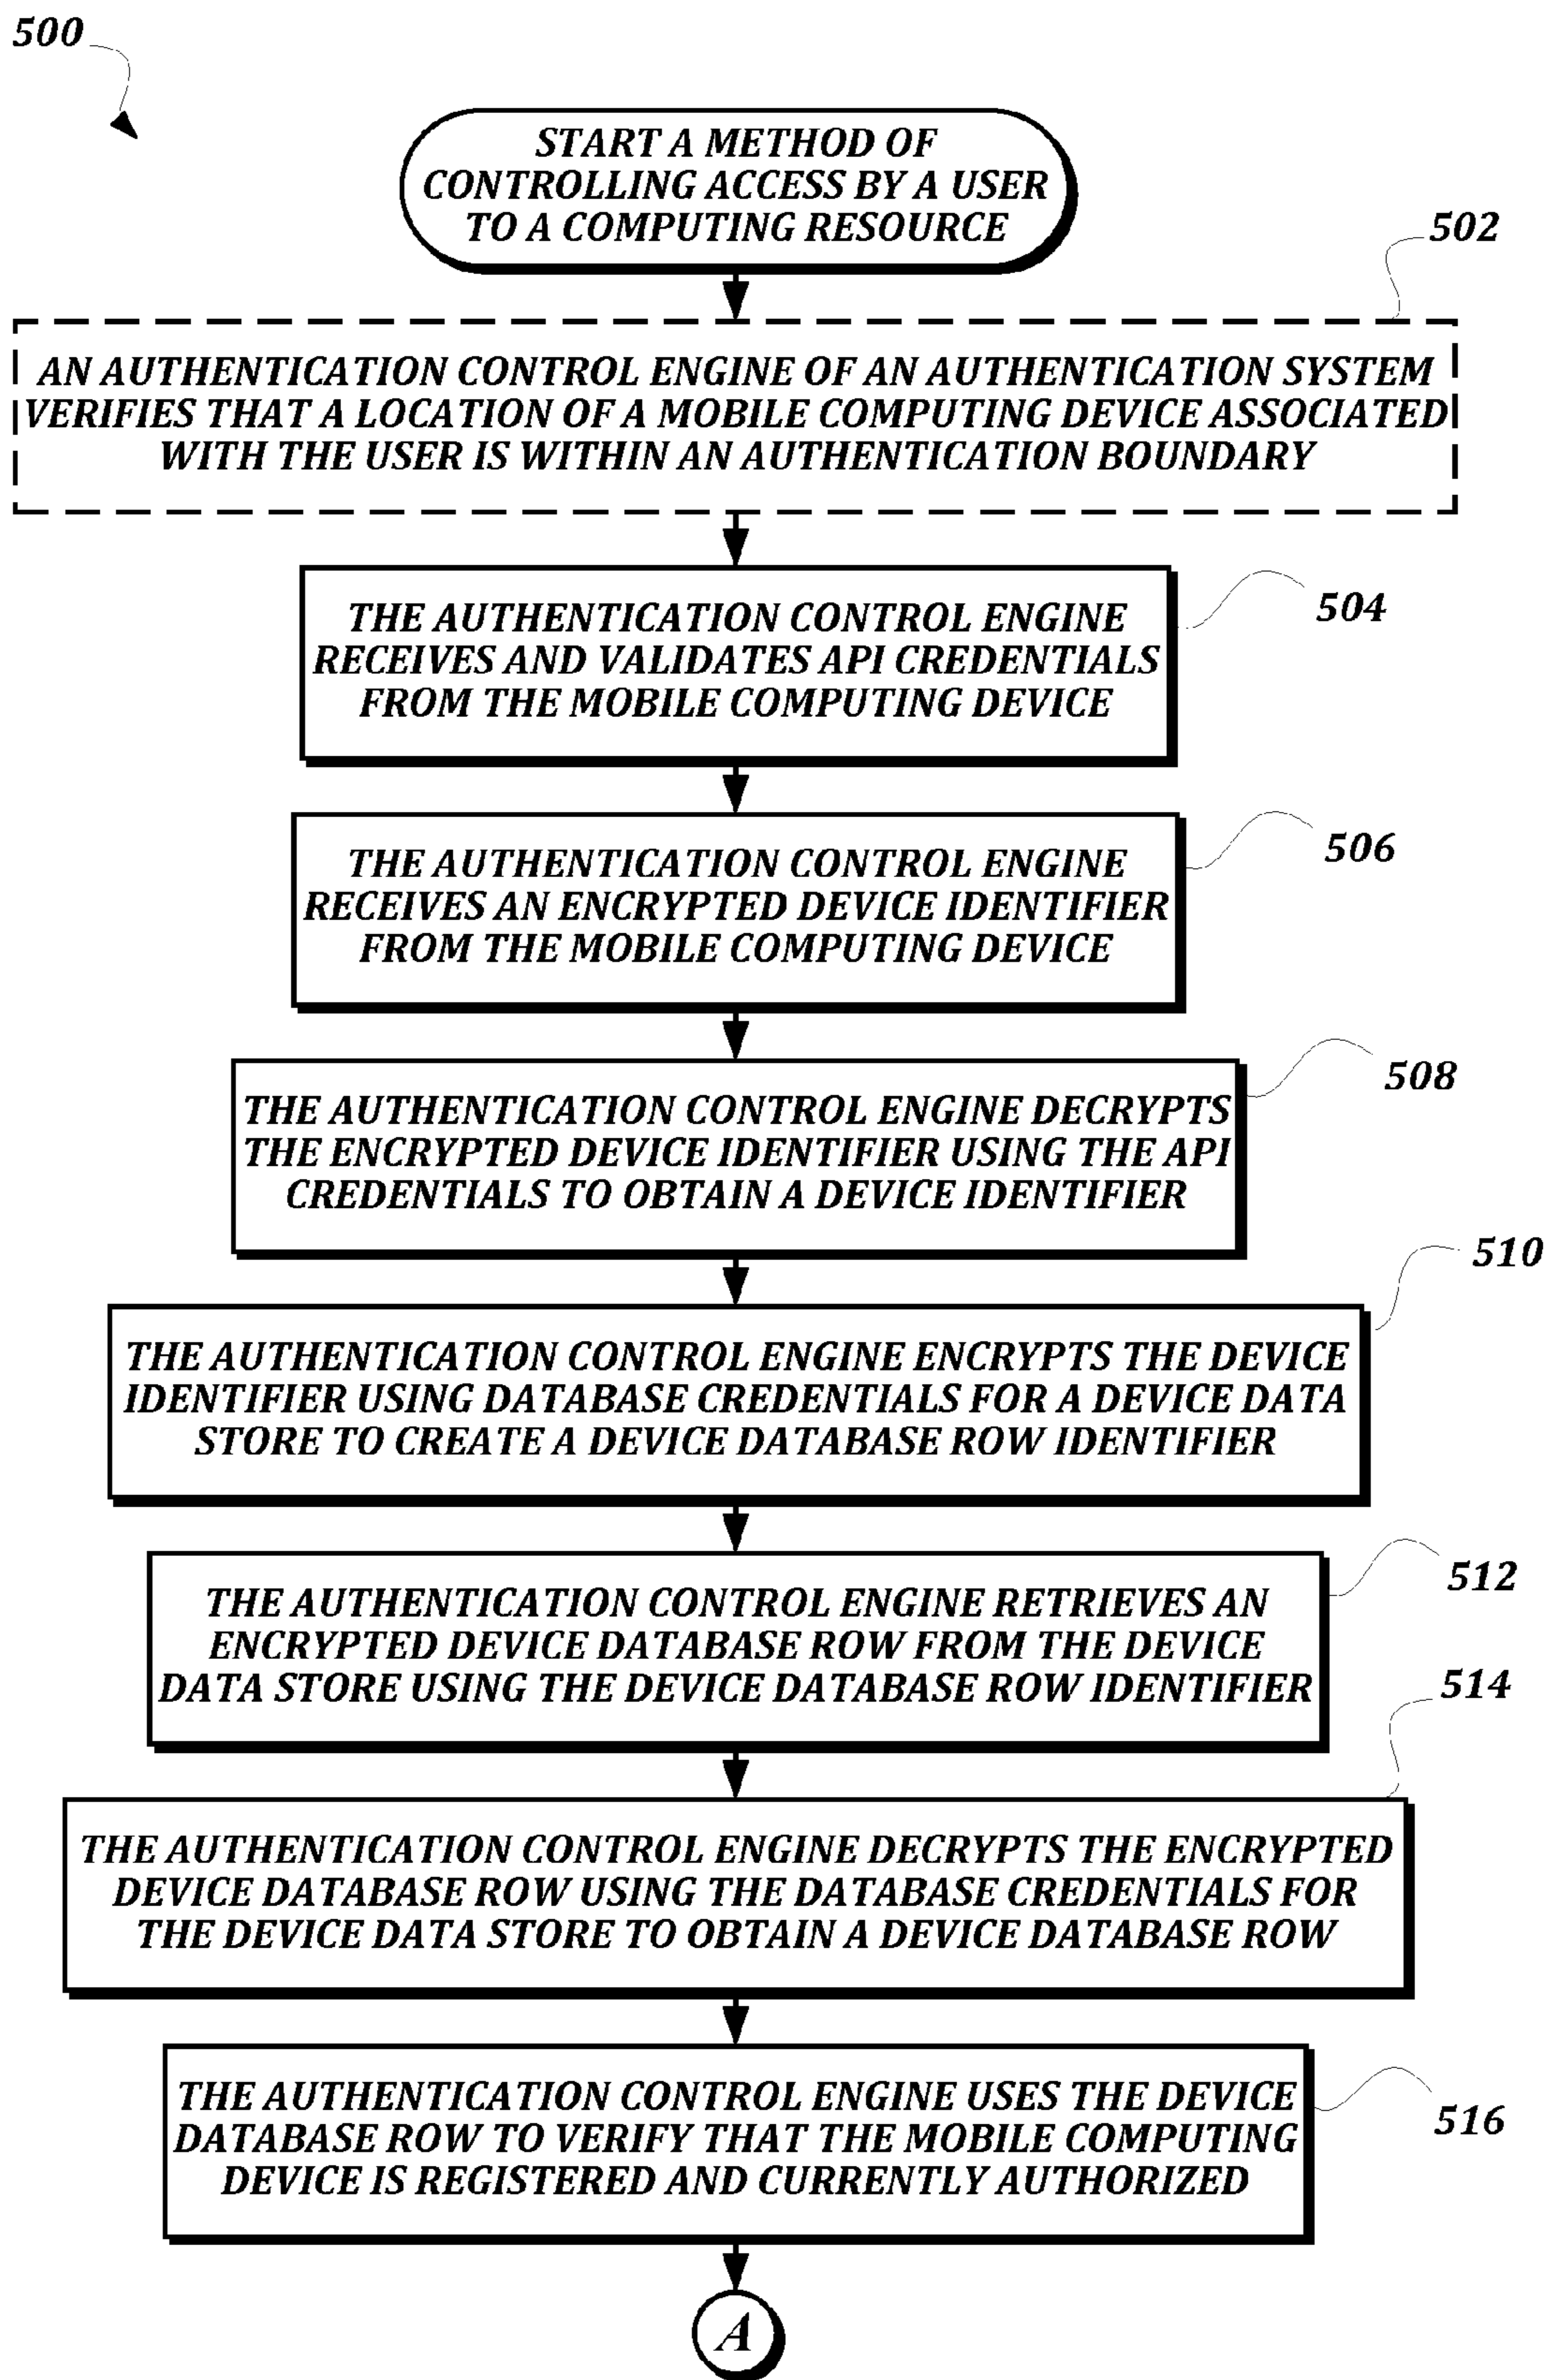 500
START A METHOD OF
CONTROLLING ACCESS BY A USER
TO A COMPUTING RESOURCE
502
AN AUTHENTICATION CONTROL ENGINE OF AN AUTHENTICATION SYSTEM
VERIFIES THAT A LOCATION OF A MOBILE COMPUTING DEVICE ASSOCIATED
WITH THE USER IS WITHIN AN AUTHENTICATION BOUNDARY
504
THE AUTHENTICATION CONTROL ENGINE
RECEIVES AND VALIDATES API CREDENTIALS
FROM THE MOBILE COMPUTING DEVICE
506
THE AUTHENTICATION CONTROL ENGINE
RECEIVES AN ENCRYPTED DEVICE IDENTIFIER
FROM THE MOBILE COMPUTING DEVICE
508
THE AUTHENTICATION CONTROL ENGINE DECRYPTS
THE ENCRYPTED DEVICE IDENTIFIER USING THE API
CREDENTIALS TO OBTAIN A DEVICE IDENTIFIER
510
THE AUTHENTICATION CONTROL ENGINE ENCRYPTS THE DEVICE
IDENTIFIER USING DATABASE CREDENTIALS FOR A DEVICE DATA
STORE TO CREATE A DEVICE DATABASE ROW IDENTIFIER
512
THE AUTHENTICATION CONTROL ENGINE RETRIEVES AN
ENCRYPTED DEVICE DATABASE ROW FROM THE DEVICE
DATA STORE USING THE DEVICE DATABASE ROW IDENTIFIER
514
THE AUTHENTICATION CONTROL ENGINE DECRYPTS THE ENCRYPTED
DEVICE DATABASE ROW USING THE DATABASE CREDENTIALS FOR
THE DEVICE DATA STORE TO OBTAIN A DEVICE DATABASE ROW
516
THE AUTHENTICATION CONTROL ENGINE USES THE DEVICE
DATABASE ROW TO VERIFY THAT THE MOBILE COMPUTING
DEVICE IS REGISTERED AND CURRENTLY AUTHORIZED
A